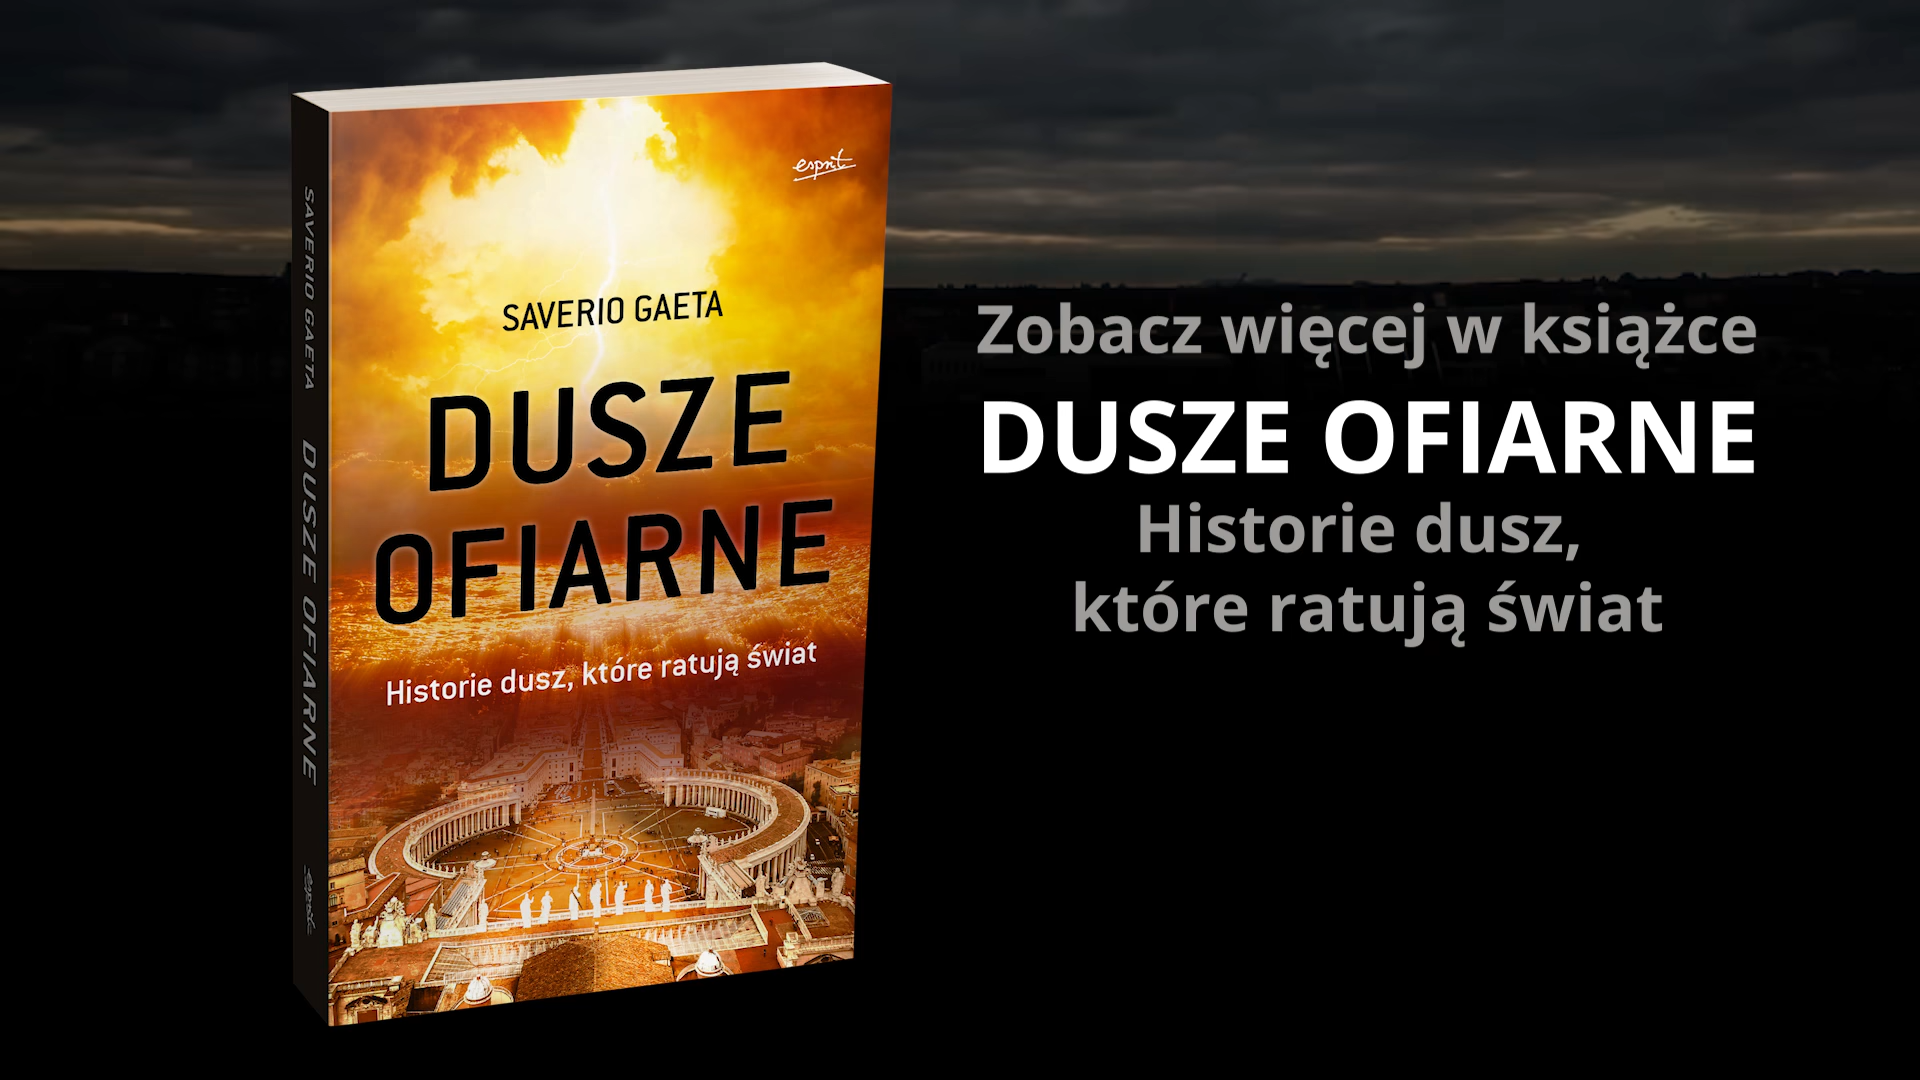 esprit
SAVERIO GAETA
DUSZE
OFIARNE
Historie dusz, które ratują świat
SAVERIO GAETA DUSZE OFIARNE
esprit
Zobacz więcej w książce
DUSZE OFIARNE
Historie dusz,
które ratują świat